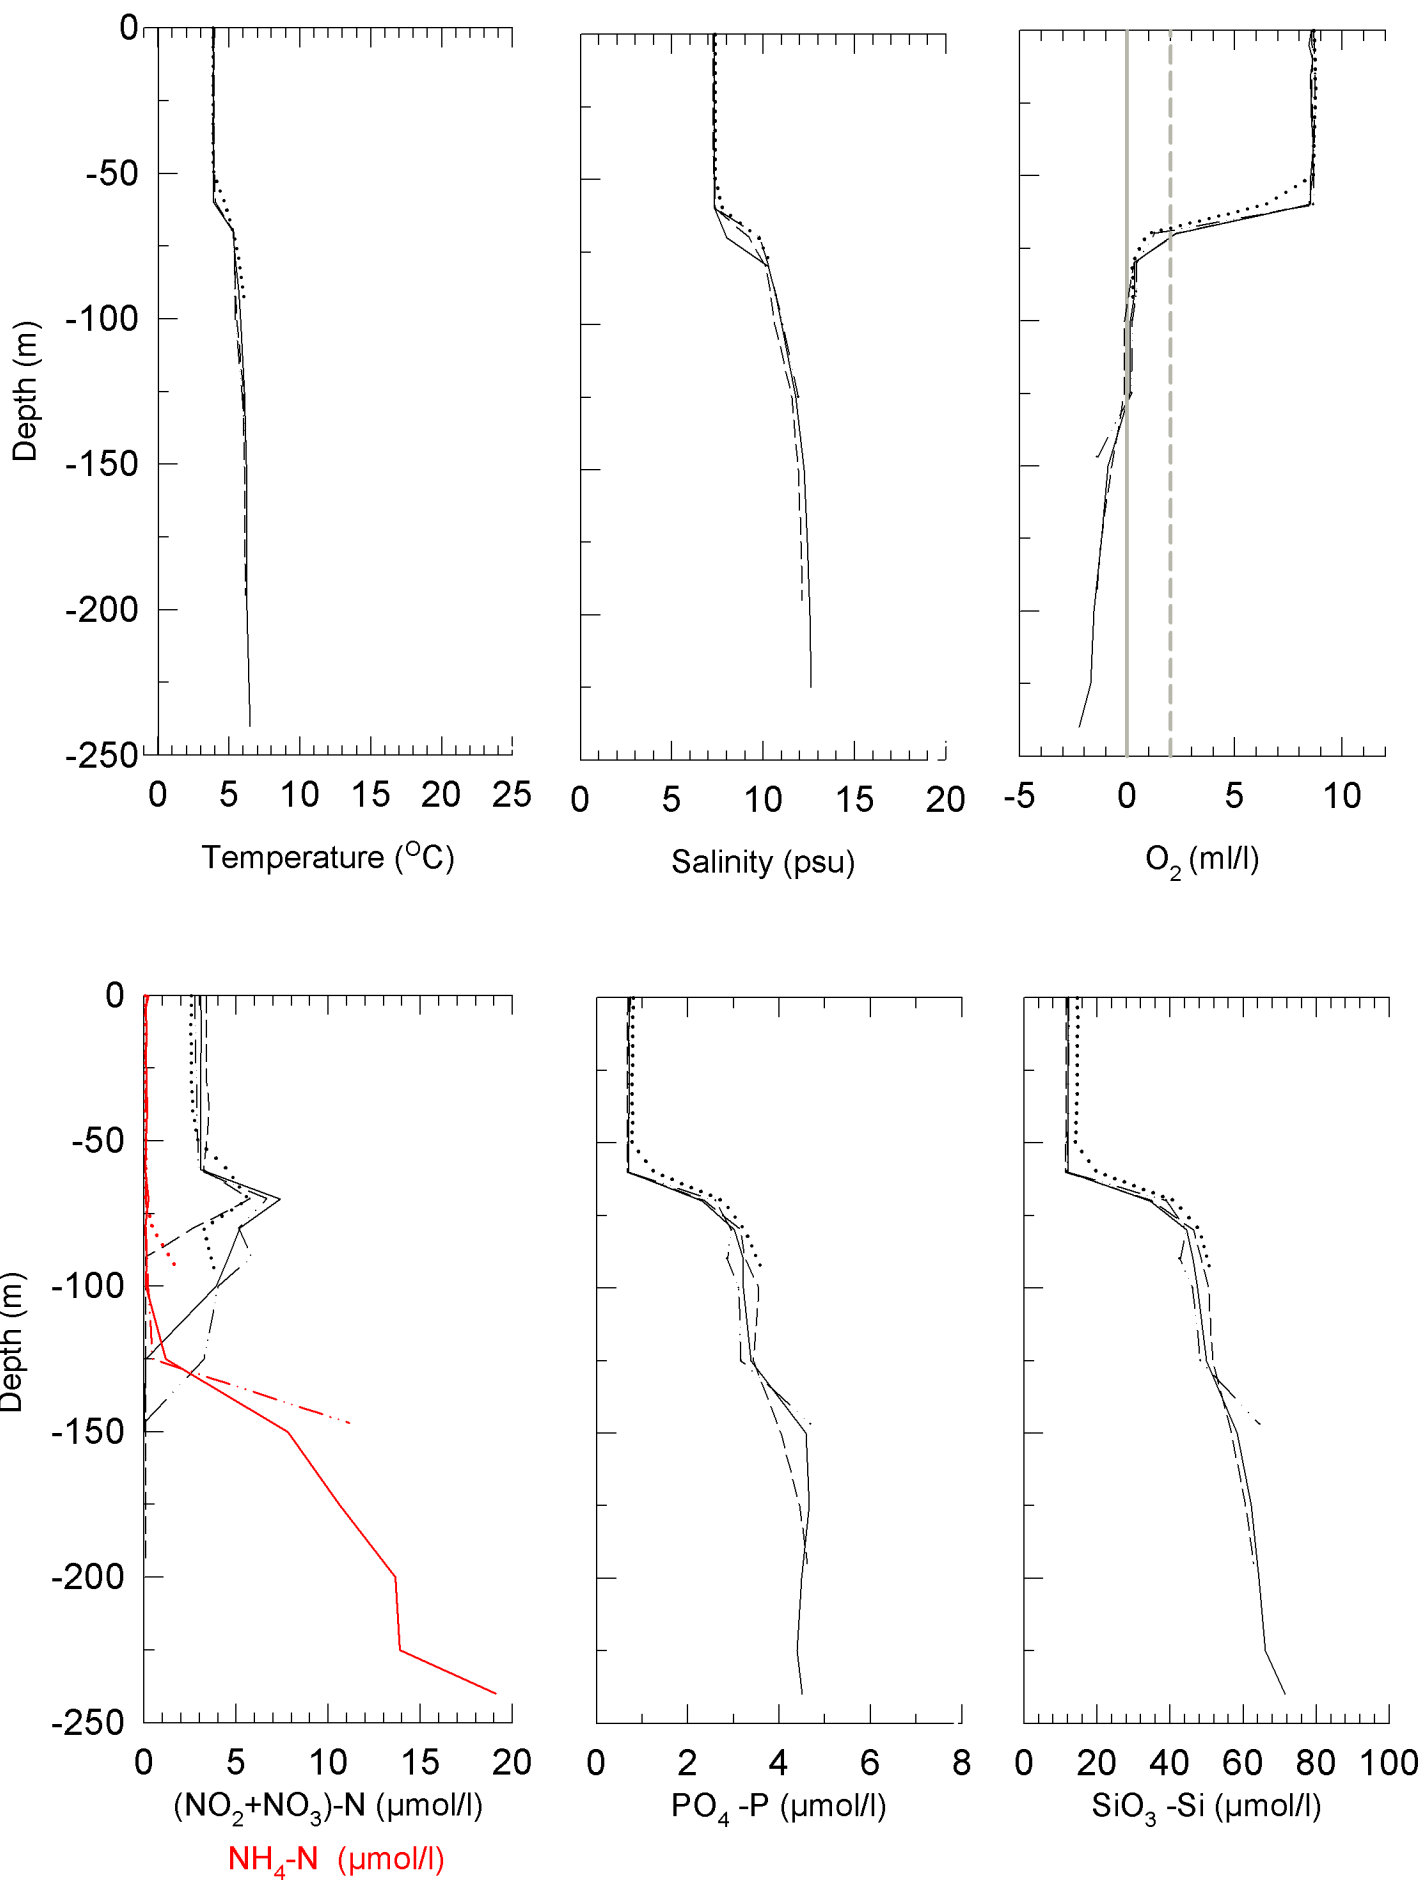 0
-50
-100
-150
-200
-250
Depth (m)
0 5 10 15 20 25
Temperature (°C)
0 5 10 15 20
Salinity (psu)
-5 0 5 10
O2 (ml/l)
0
-50
-100
-150
-200
-250
Depth (m)
0 5 10 15 20
(NO2+NO3)-N (µmol/l)
NH4-N (µmol/l)
0 2 4 6 8
PO4 -P (µmol/l)
0 20 40 60 80 100
SiO3 -Si (µmol/l)